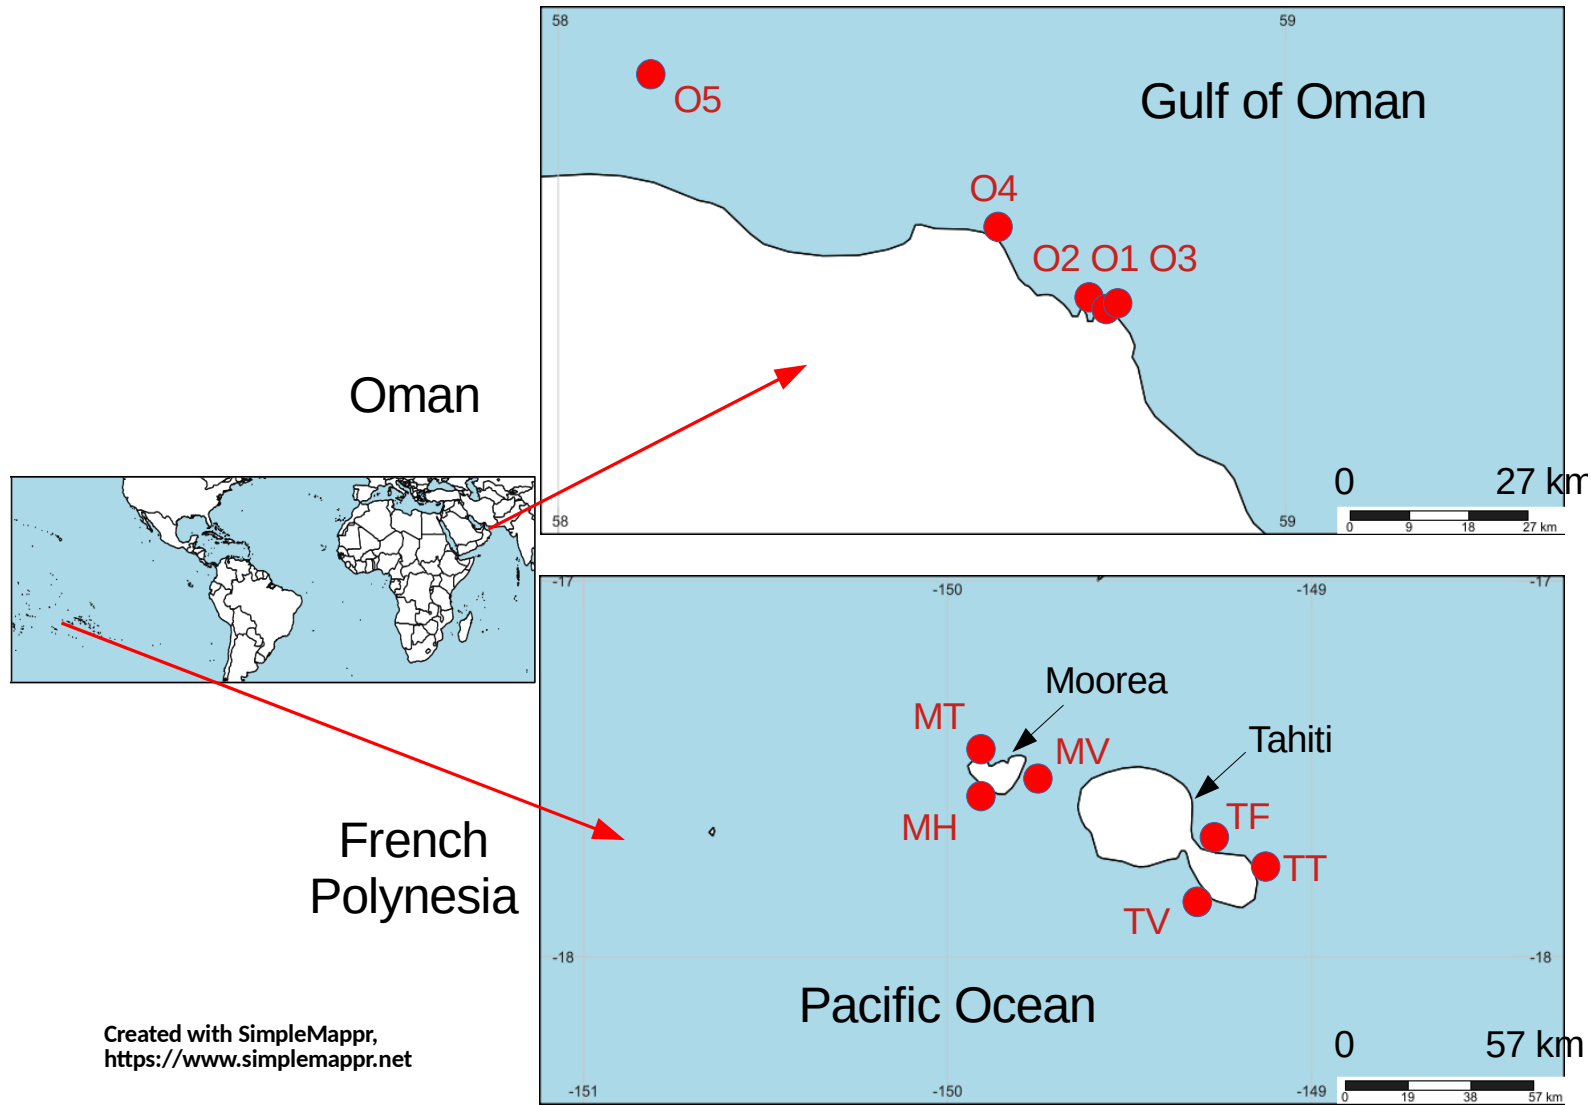 58
59
O5
Gulf of Oman
O4
O2 O1 O3
Oman
0 27 km
58
59
0 9 18 27 km
-17
-150
-149
-17
Moorea
MT
Tahiti
MV
TF
MH
French
Polynesia
TT
TV
-18
-18
Pacific Ocean
Created with SimpleMappr,
https://www.simplemappr.net
0 57 km
-151
-150
-149
0 19 38 57 km